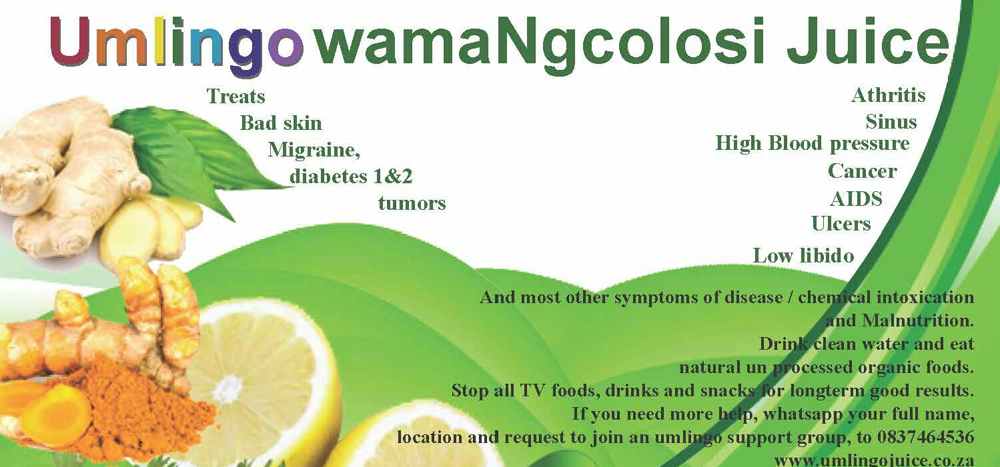 Umlingo wamaNgcolosi Juice
Treats
Bad skin
Migraine,
diabetes 1&2
tumors
Athritis
Sinus
High Blood pressure
Cancer
AIDS
Ulcers
Low libido
And most other symptoms of disease / chemical intoxication
and Malnutrition.
Drink clean water and eat
natural un processed organic foods.
Stop all TV foods, drinks and snacks for longterm good results.
If you need more help, whatsapp your full name,
location and request to join an umlingo support group, to 0837464536
www.umlingojuice.co.za